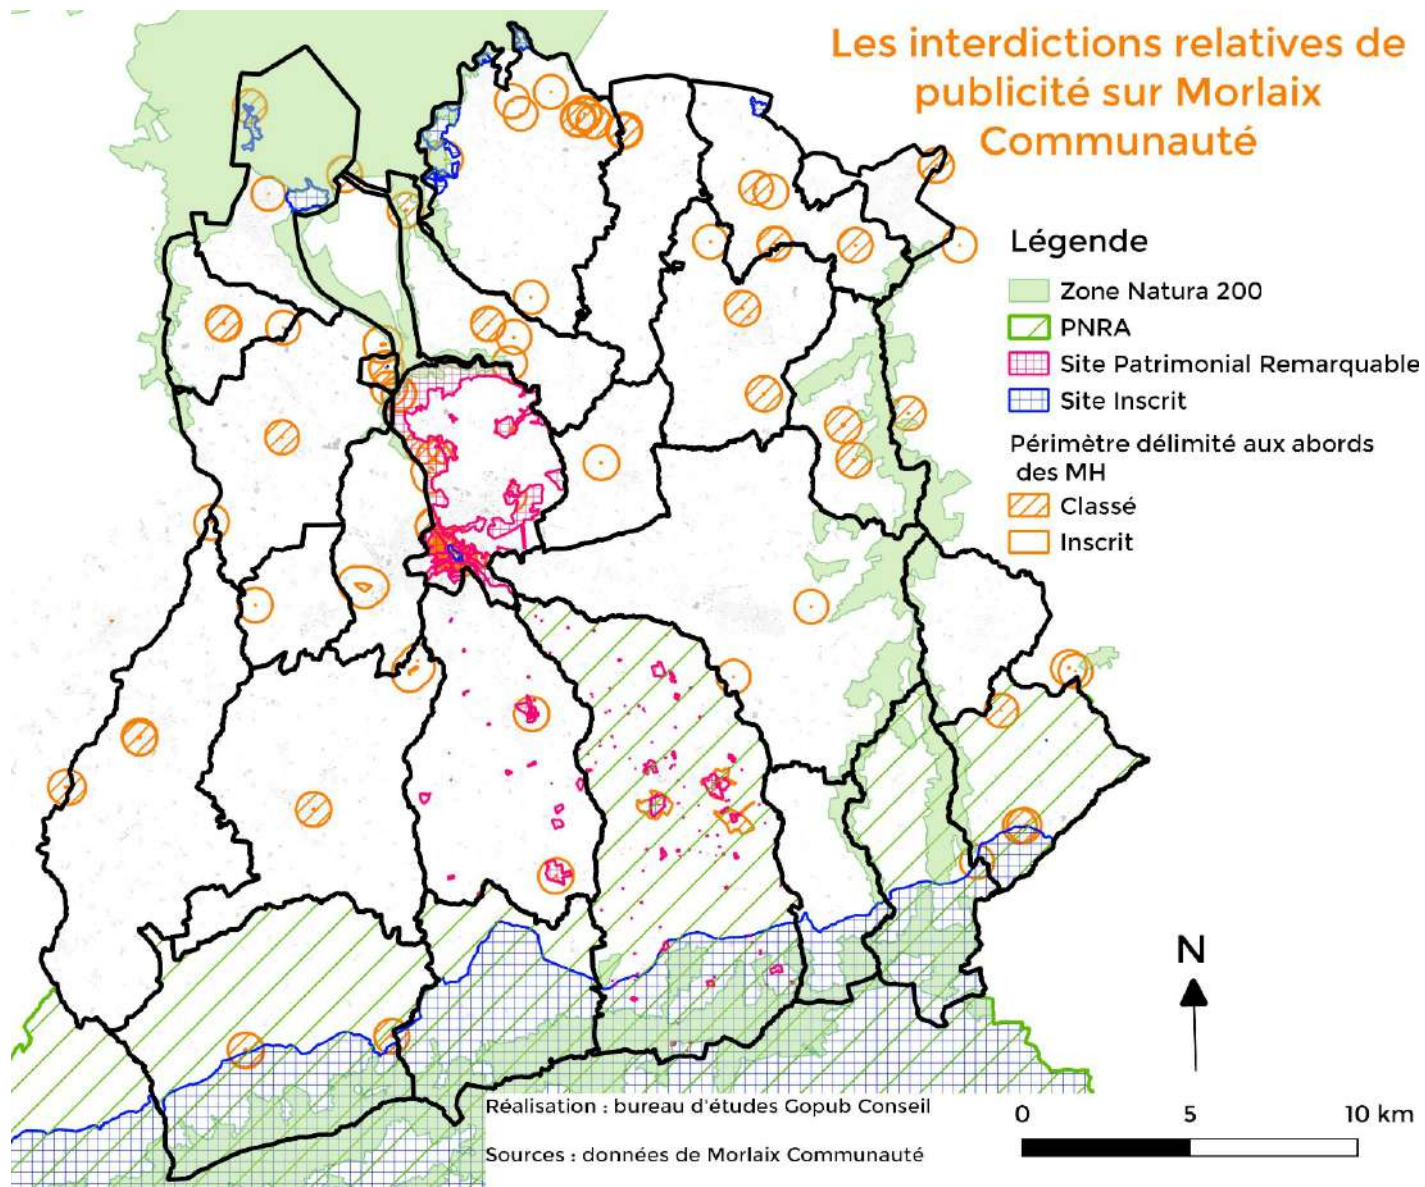 Les interdictions relatives de
publicité sur Morlaix
Communauté
Légende
Zone Natura 200
PNRA
Site Patrimonial Remarquable
Site Inscrit
Périmètre délimité aux abords
des MH
Classé
Inscrit
N
Réalisation : bureau d'études Gopub Conseil
Sources : données de Morlaix Communauté
0 5 10 km